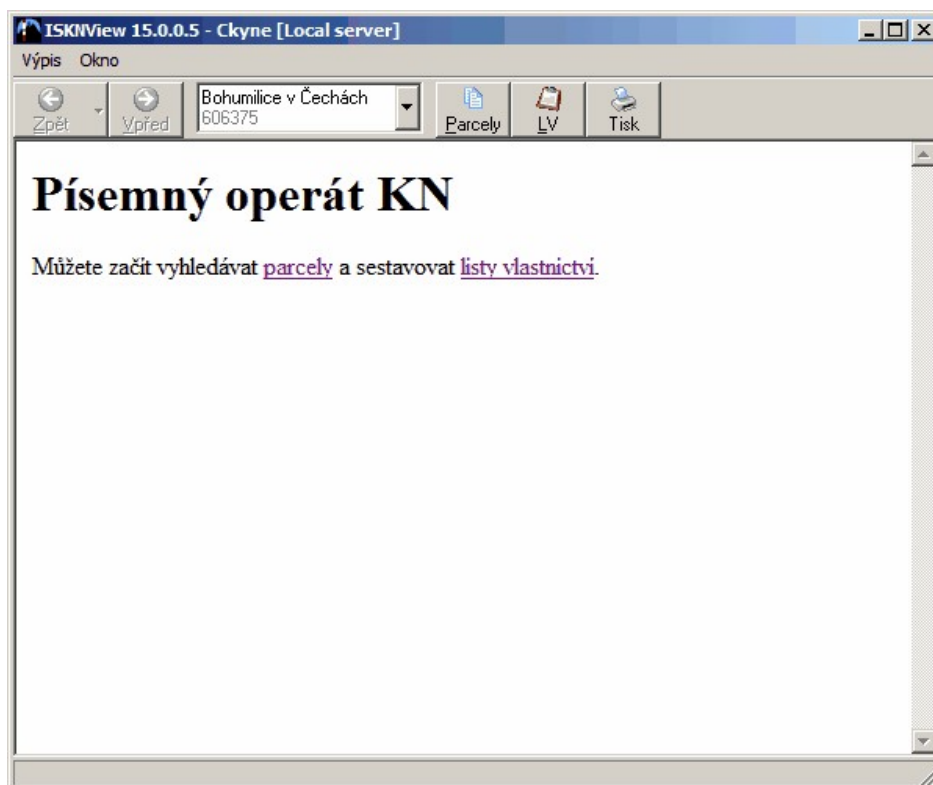 ISKNView 15.0.0.5 - Ckyne [Local server]
Výpis Okno
Zpět Vpřed Bohumilice v Čechách 606375 Parcely LV Tisk
Písemný operát KN
Můžete začít vyhledávat parcely a sestavovat listy vlastnictví.